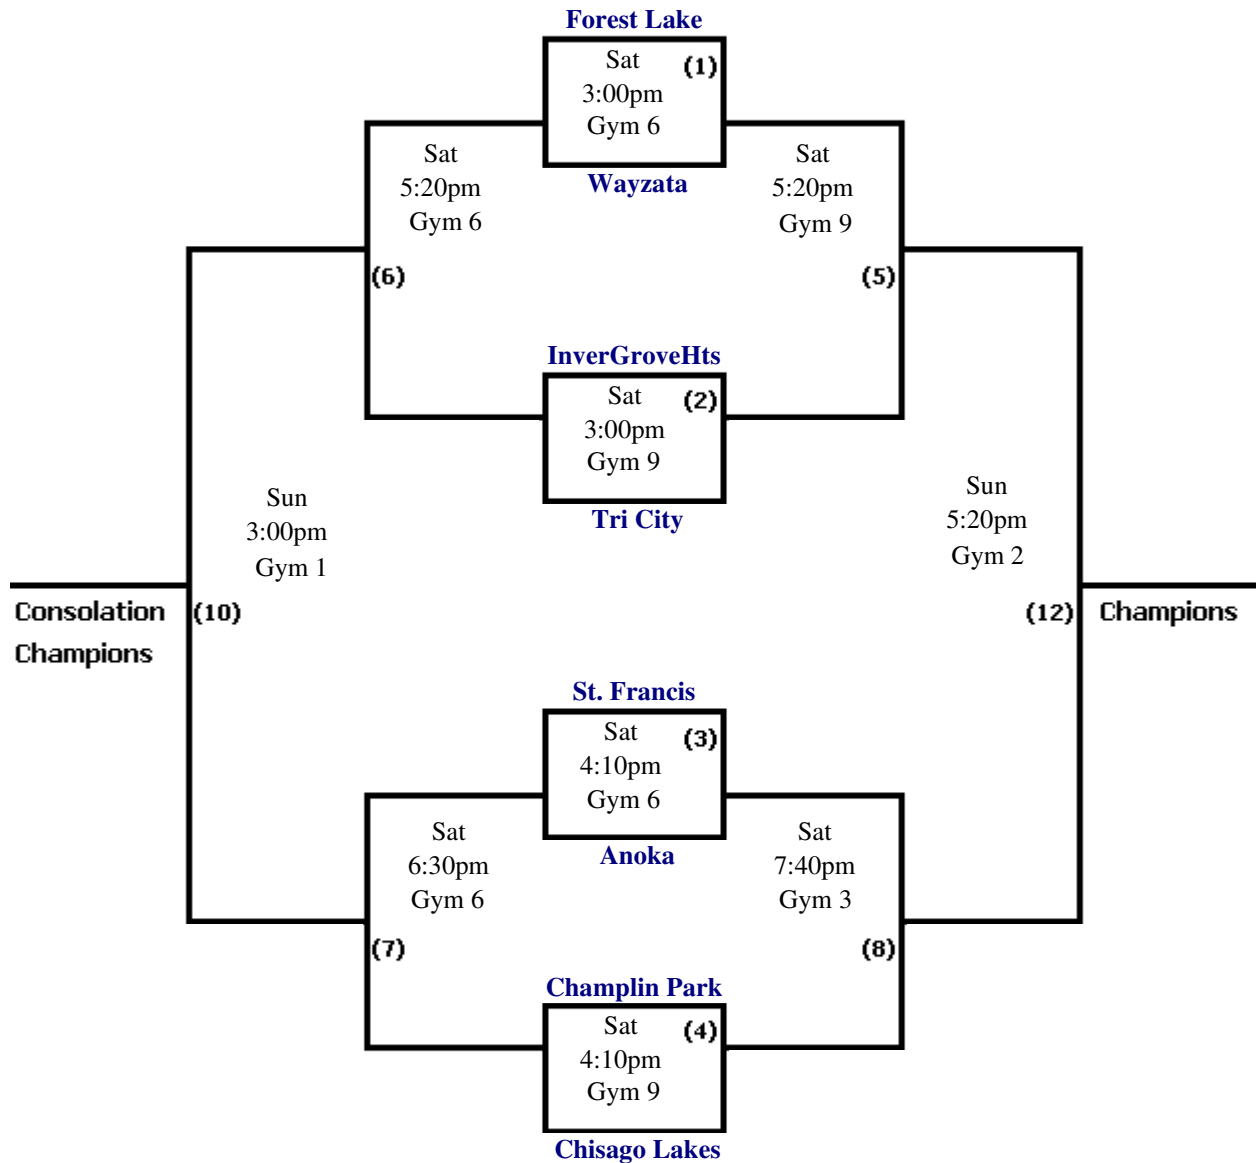 Forest Lake
Sat (1)
3:00pm
Gym 6
Wayzata
Sat
5:20pm
Gym 6
(6)
Sat
5:20pm
Gym 9
(5)
InverGroveHts
Sat (2)
3:00pm
Gym 9
Tri City
Sun
3:00pm
Gym 1
Consolation
Champions
(10)
Sun
5:20pm
Gym 2
(12)
Champions
St. Francis
Sat (3)
4:10pm
Gym 6
Anoka
Sat
6:30pm
Gym 6
(7)
Sat
7:40pm
Gym 3
(8)
Champlin Park
Sat (4)
4:10pm
Gym 9
Chisago Lakes